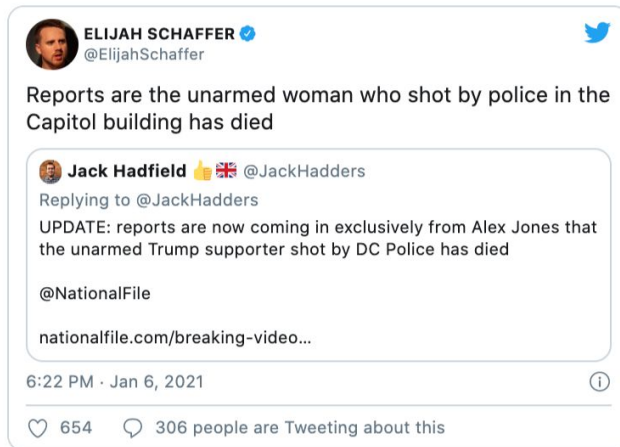 ELIJAH SCHAFFER
@ElijahSchaffer
Reports are the unarmed woman who shot by police in the
Capitol building has died
Jack Hadfield 👍🇬🇧 @JackHadders
Replying to @JackHadders
UPDATE: reports are now coming in exclusively from Alex Jones that
the unarmed Trump supporter shot by DC Police has died
@NationalFile
nationalfile.com/breaking-video...
6:22 PM · Jan 6, 2021
654 306 people are Tweeting about this